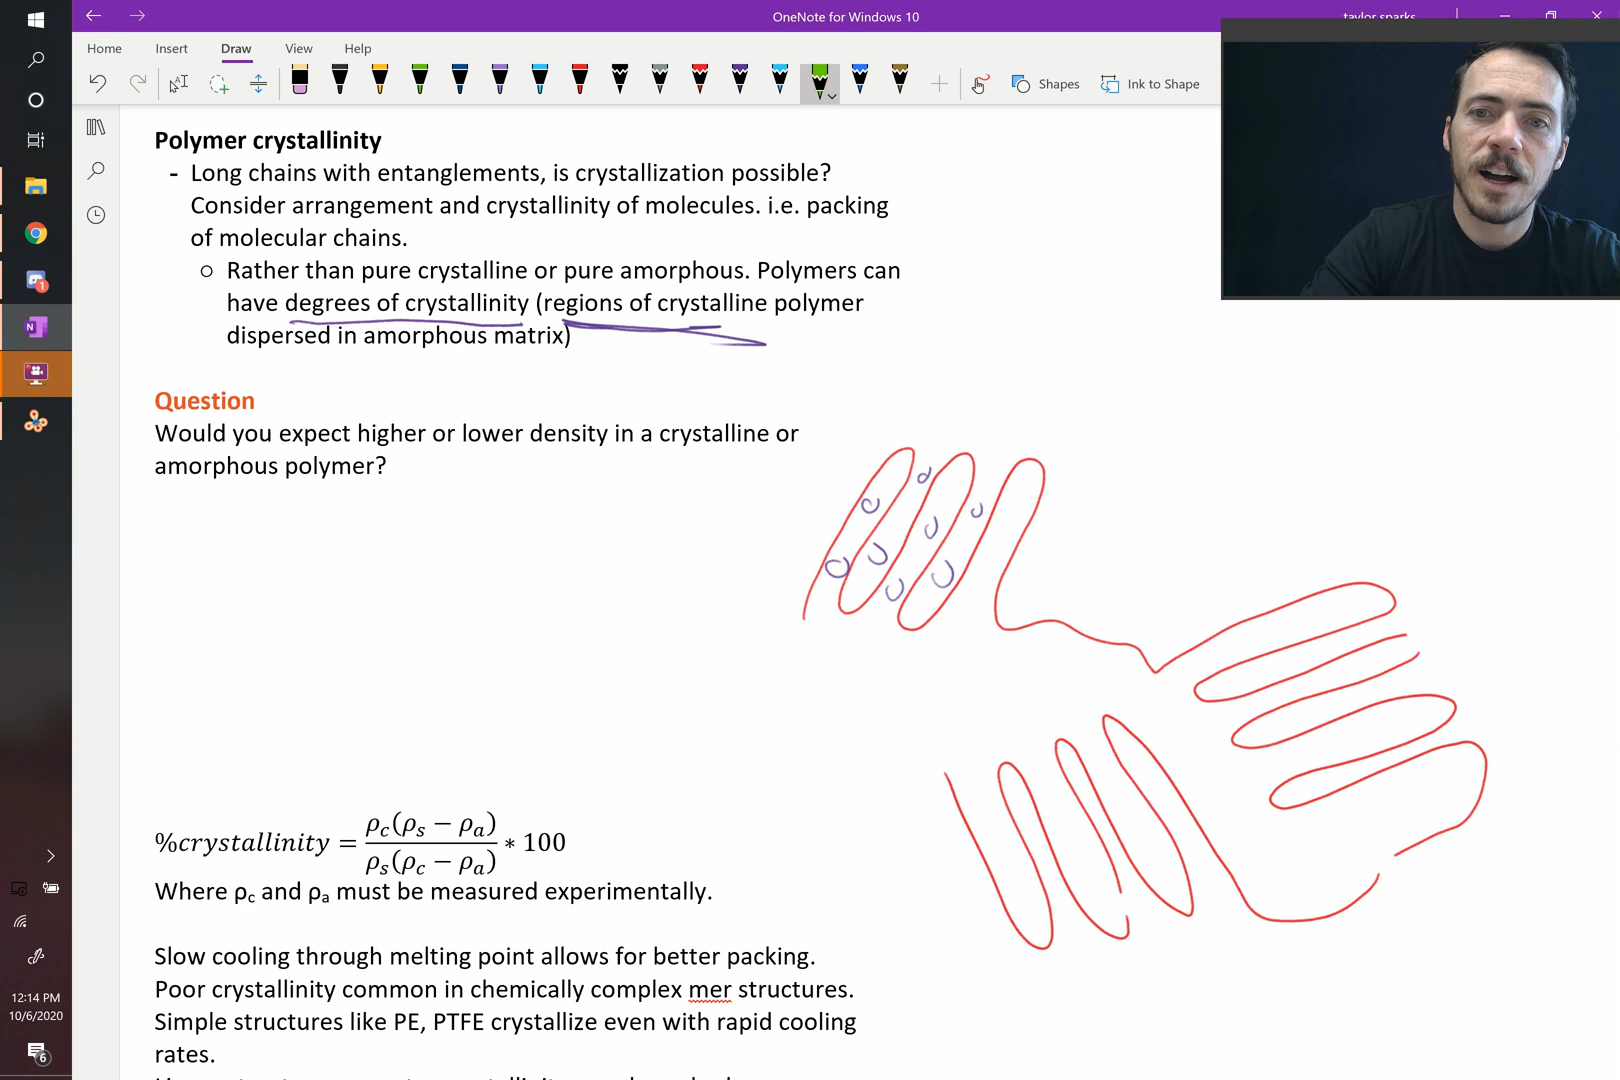 OneNote for Windows 10
taylor sparks
Home Insert Draw View Help
Shapes
Ink to Shape
Polymer crystallinity
- Long chains with entanglements, is crystallization possible?
Consider arrangement and crystallinity of molecules. i.e. packing
of molecular chains.
○ Rather than pure crystalline or pure amorphous. Polymers can
have degrees of crystallinity (regions of crystalline polymer
dispersed in amorphous matrix)
Question
Would you expect higher or lower density in a crystalline or
amorphous polymer?
%crystallinity = ρc(ρs − ρa) / ρs(ρc − ρa) * 100
Where ρc and ρa must be measured experimentally.
Slow cooling through melting point allows for better packing.
Poor crystallinity common in chemically complex mer structures.
Simple structures like PE, PTFE crystallize even with rapid cooling
rates.
12:14 PM
10/6/2020
6
1